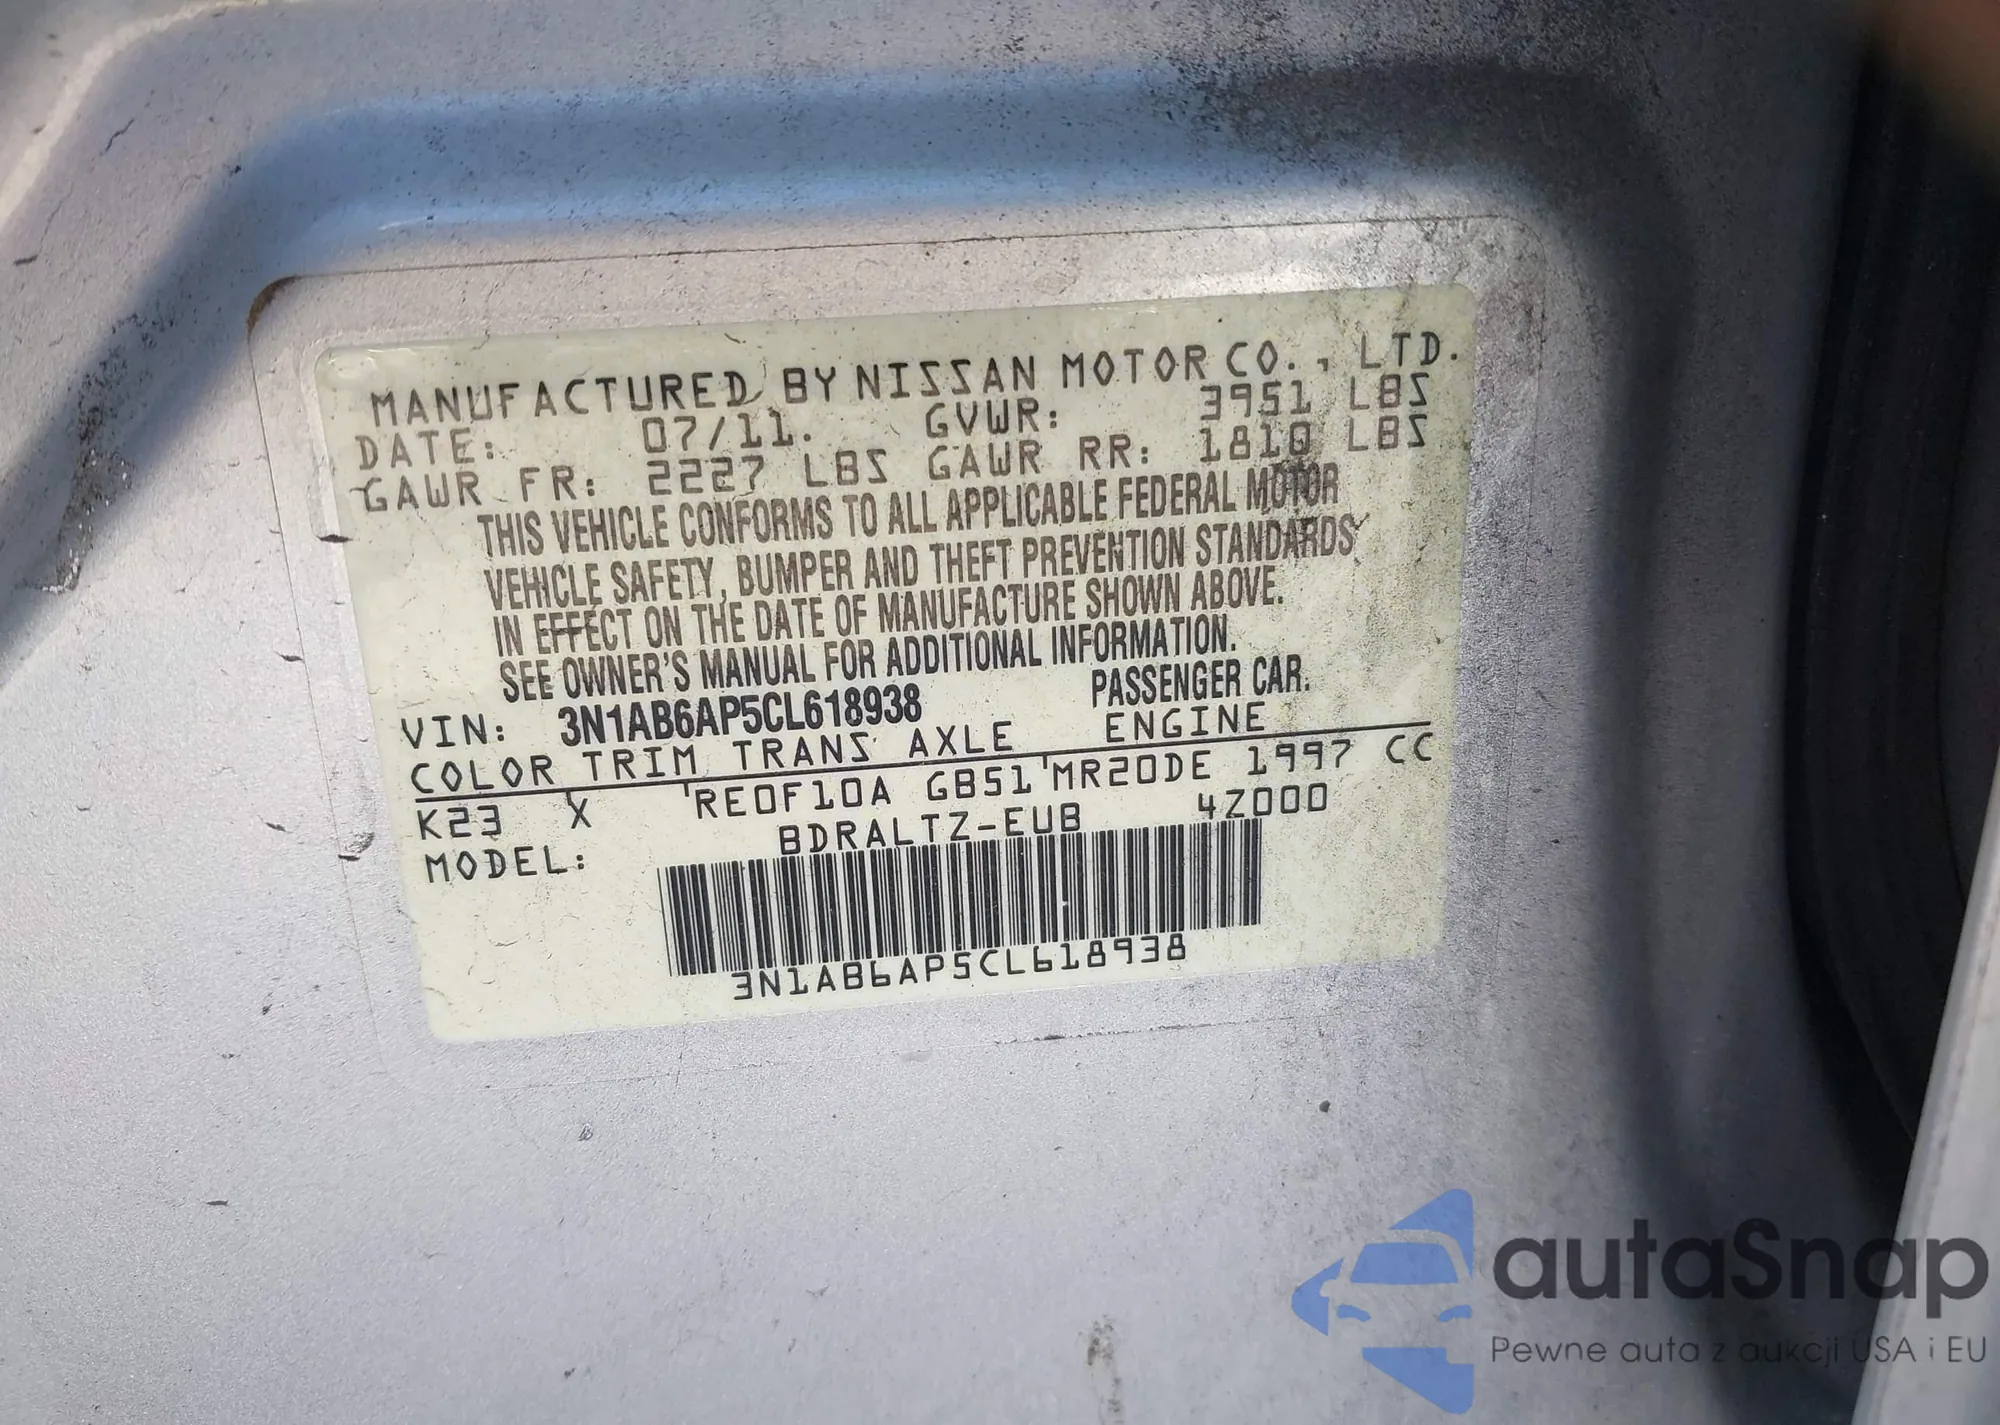 MANUFACTURED BY NISSAN MOTOR CO., LTD.
DATE: 07/11. GVWR: 3951 LBS
GAWR FR: 2227 LBS GAWR RR: 1810 LBS
THIS VEHICLE CONFORMS TO ALL APPLICABLE FEDERAL MOTOR
VEHICLE SAFETY, BUMPER AND THEFT PREVENTION STANDARDS
IN EFFECT ON THE DATE OF MANUFACTURE SHOWN ABOVE.
SEE OWNER'S MANUAL FOR ADDITIONAL INFORMATION.
VIN: 3N1AB6AP5CL618938 PASSENGER CAR.
COLOR TRIM TRANS AXLE ENGINE
K23 X RE0F10A GB51 MR20DE 1997 CC
MODEL: BDRALTZ-EUB 4Z000
3N1AB6AP5CL618938
autaSnap
Pewne auta z aukcji USA i EU